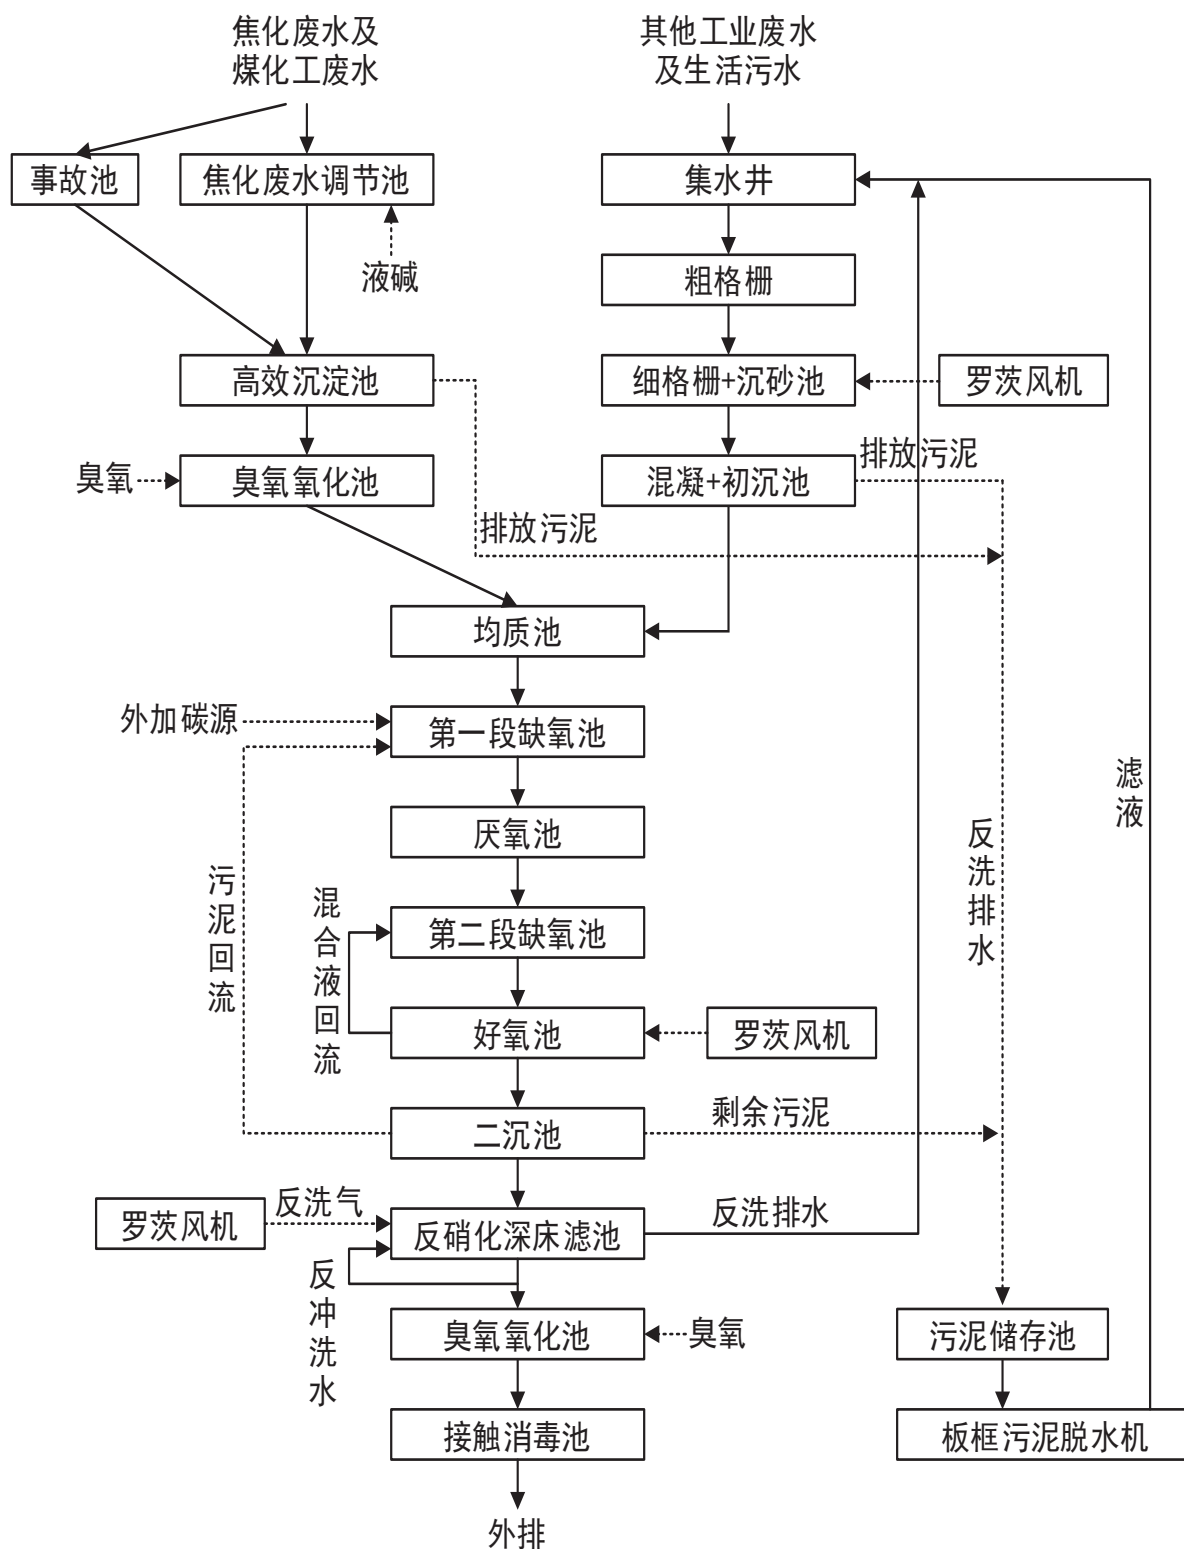 焦化废水及
煤化工废水
其他工业废水
及生活污水
事故池
焦化废水调节池
集水井
液碱
粗格栅
高效沉淀池
细格栅+沉砂池
罗茨风机
臭氧
臭氧氧化池
混凝+初沉池
排放污泥
排放污泥
均质池
外加碳源
第一段缺氧池
滤液
厌氧池
反洗排水
污泥回流
混合液回流
第二段缺氧池
好氧池
罗茨风机
二沉池
剩余污泥
罗茨风机
反洗气
反硝化深床滤池
反洗排水
反冲洗水
臭氧氧化池
臭氧
污泥储存池
接触消毒池
板框污泥脱水机
外排